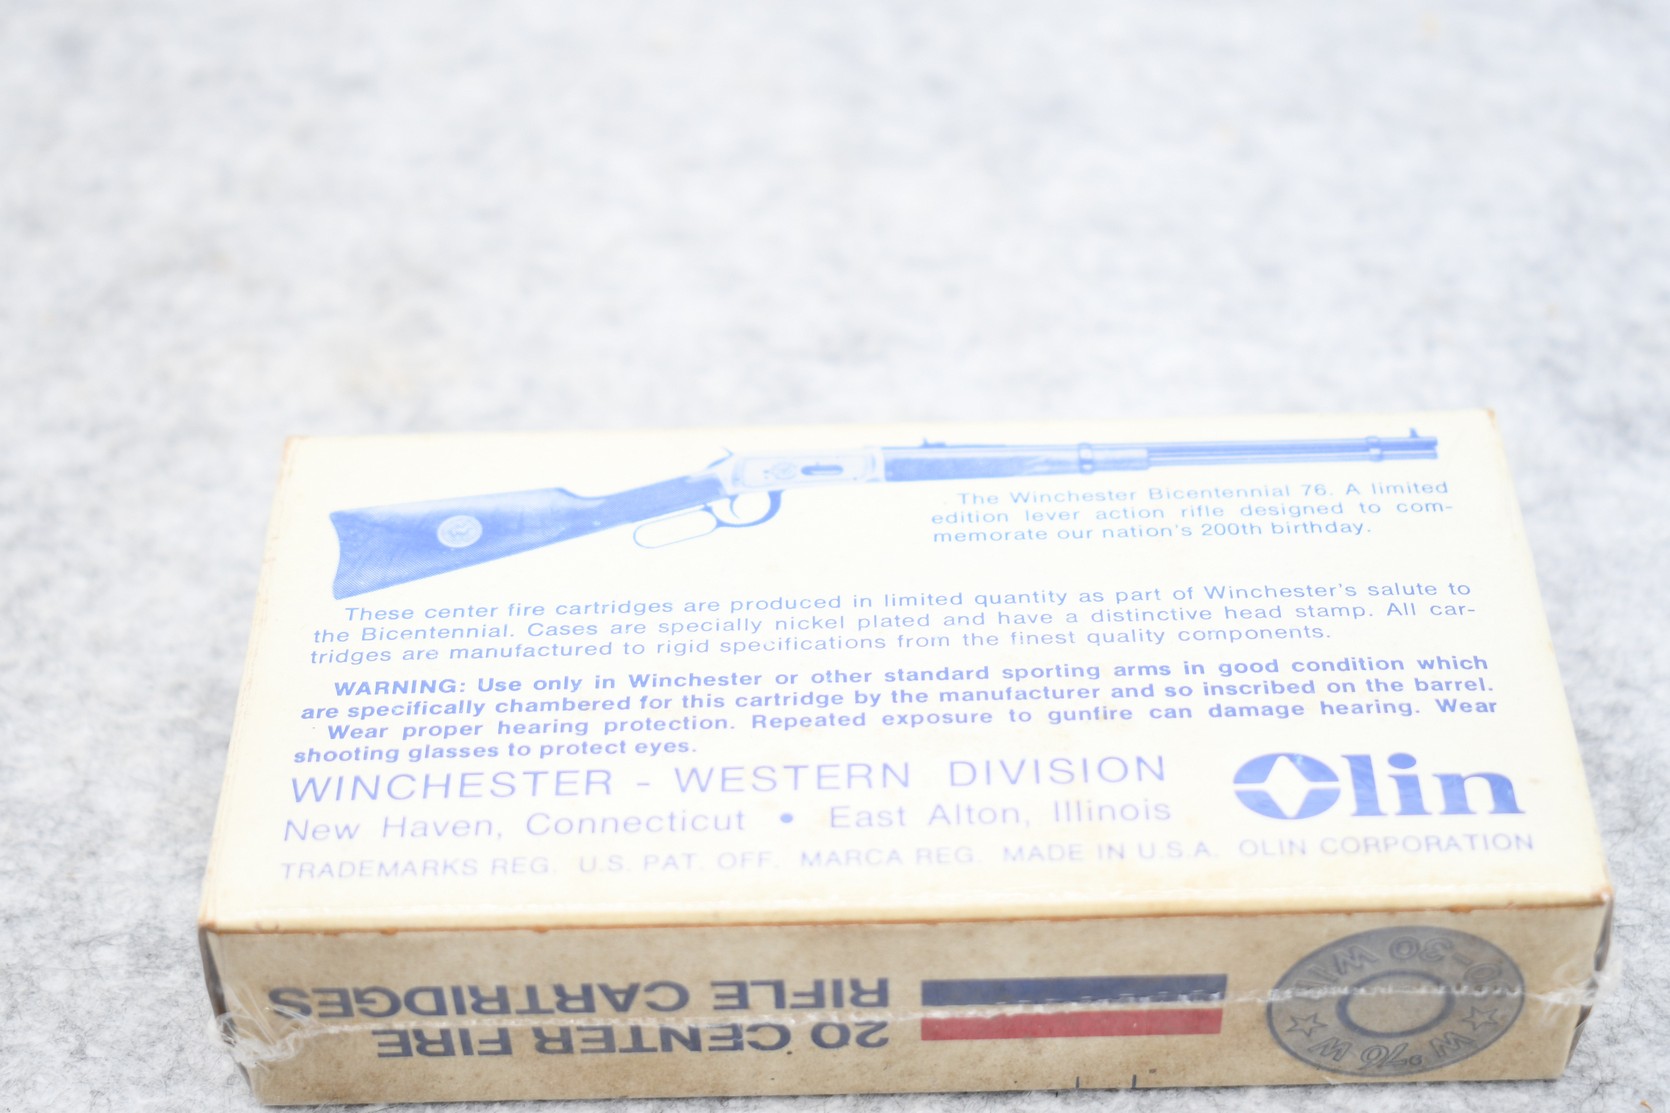 The Winchester Bicentennial 76. A limited
edition lever action rifle designed to com-
memorate our nation's 200th birthday.
These center fire cartridges are produced in limited quantity as part of Winchester's salute to
the Bicentennial. Cases are specially nickel plated and have a distinctive head stamp. All car-
tridges are manufactured to rigid specifications from the finest quality components.
WARNING: Use only in Winchester or other standard sporting arms in good condition which
are specifically chambered for this cartridge by the manufacturer and so inscribed on the barrel.
Wear proper hearing protection. Repeated exposure to gunfire can damage hearing. Wear
shooting glasses to protect eyes.
WINCHESTER - WESTERN DIVISION
New Haven, Connecticut • East Alton, Illinois
Olin
TRADEMARKS REG. U.S. PAT. OFF. MARCA REG. MADE IN U.S.A. OLIN CORPORATION
20 CENTER FIRE
RIFLE CARTRIDGES
W '76 W